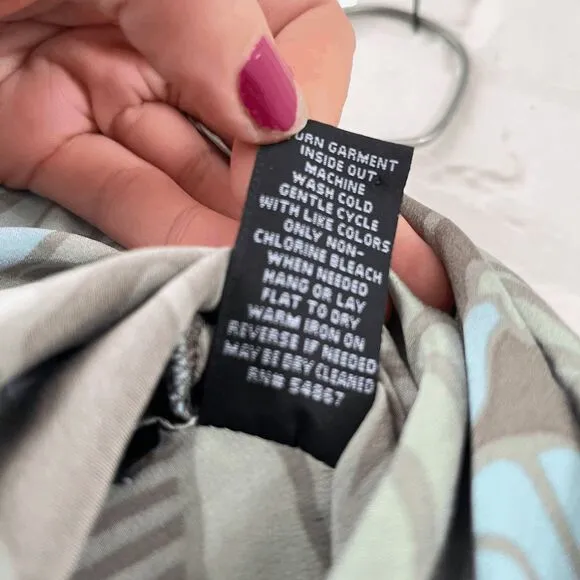 URN GARMENT
INSIDE OUT
MACHINE
WASH COLD
GENTLE CYCLE
WITH LIKE COLORS
ONLY NON-
CHLORINE BLEACH
WHEN NEEDED
HANG OR LAY
FLAT TO DRY
WARM IRON ON
REVERSE IF NEEDED
MAY BE DRY CLEANED
RN# 54867